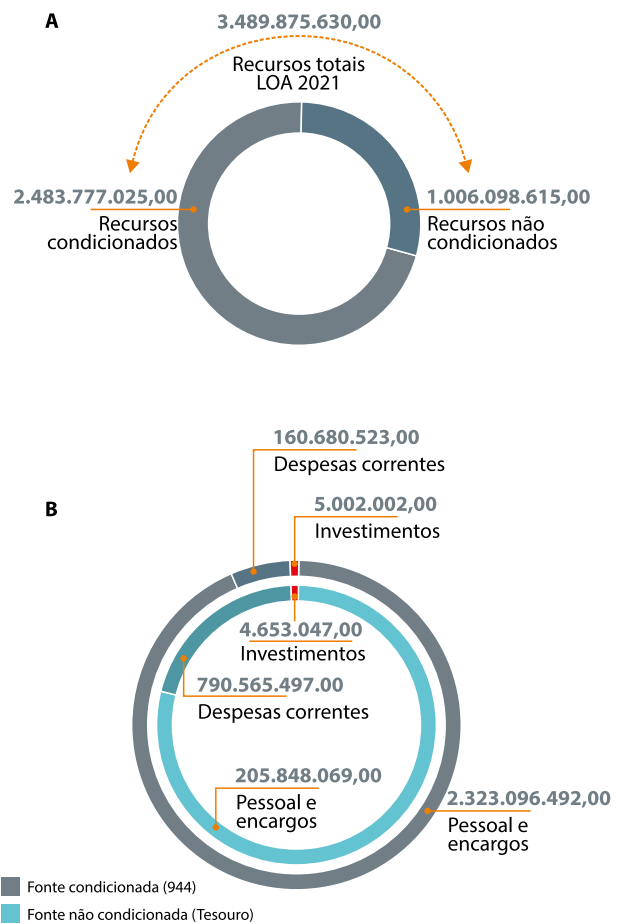 A
3.489.875.630,00
Recursos totais
LOA 2021
2.483.777.025,00
Recursos
condicionados
1.006.098.615,00
Recursos não
condicionados
B
160.680.523,00
Despesas correntes
5.002.002,00
Investimentos
4.653.047,00
Investimentos
790.565.497.00
Despesas correntes
205.848.069,00
Pessoal e
encargos
2.323.096.492,00
Pessoal e
encargos
Fonte condicionada (944)
Fonte não condicionada (Tesouro)